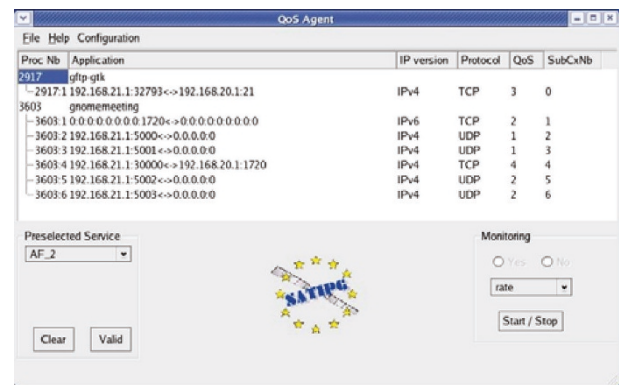 QoS Agent
File Help Configuration
Proc Nb Application IP version Protocol QoS SubCxNb
2917 gftp-gtk
2917:1 192.168.21.1:32793<->192.168.20.1:21 IPv4 TCP 3 0
3603 gnomemeeting
3603:1 0:0:0:0:0:0:0:0:1720<->0:0:0:0:0:0:0:0:0 IPv6 TCP 2 1
3603:2 192.168.21.1:5000<->0.0.0.0:0 IPv4 UDP 1 2
3603:3 192.168.21.1:5001<->0.0.0.0:0 IPv4 UDP 1 3
3603:4 192.168.21.1:30000<->192.168.20.1:1720 IPv4 TCP 4 4
3603:5 192.168.21.1:5002<->0.0.0.0:0 IPv4 UDP 2 5
3603:6 192.168.21.1:5003<->0.0.0.0:0 IPv4 UDP 2 6
Preselected Service
AF_2
Clear Valid
SATIP6
Monitoring
Yes No
rate
Start / Stop